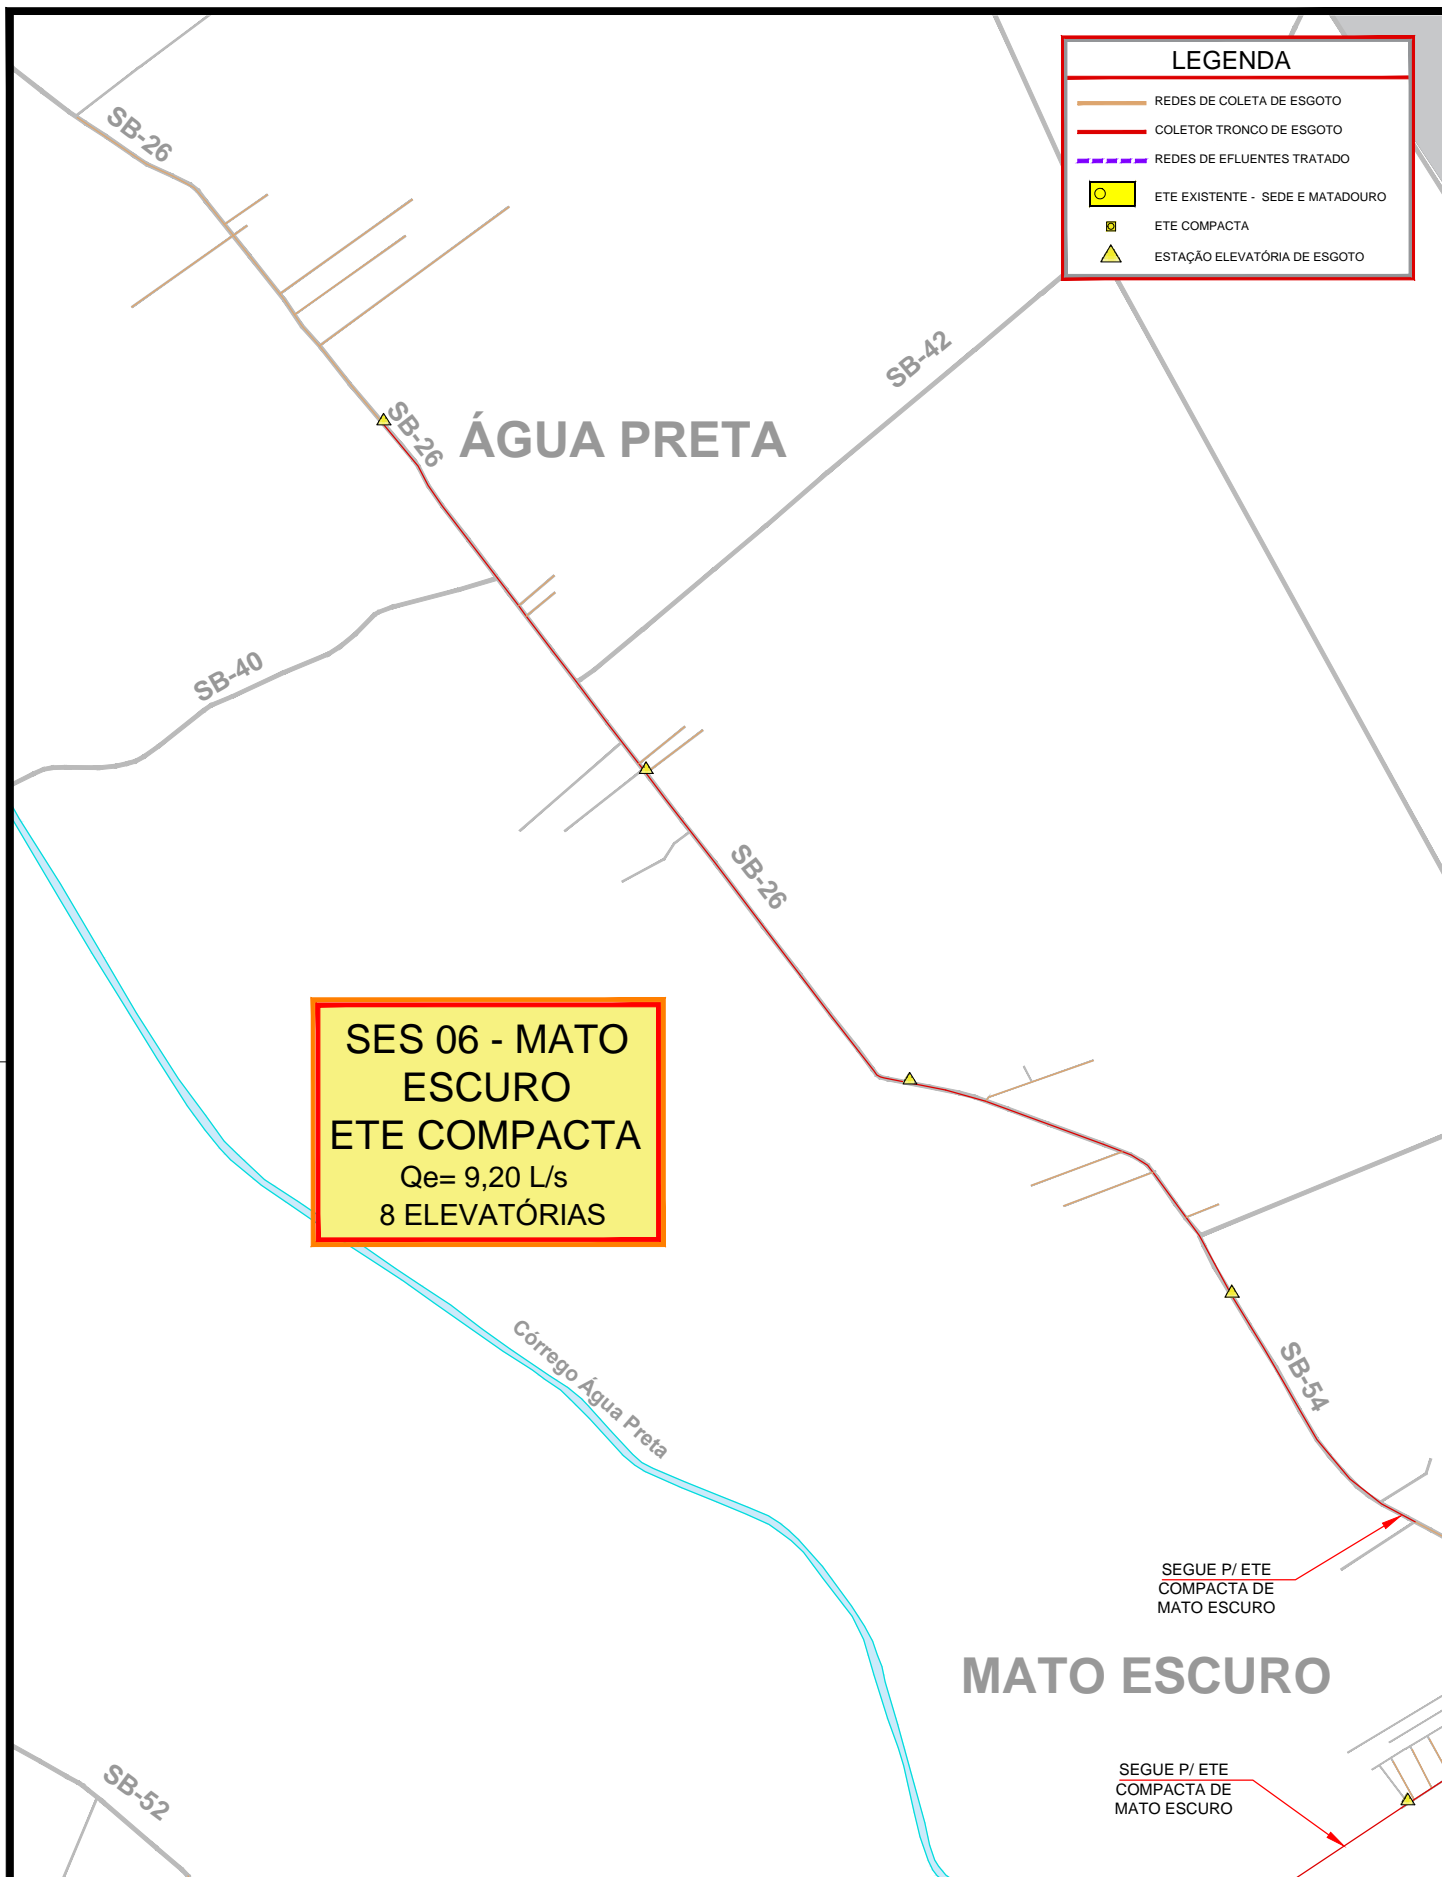 LEGENDA
REDES DE COLETA DE ESGOTO
COLETOR TRONCO DE ESGOTO
REDES DE EFLUENTES TRATADO
ETE EXISTENTE - SEDE E MATADOURO
ETE COMPACTA
ESTAÇÃO ELEVATÓRIA DE ESGOTO
SB-26
SB-42
SB-26
ÁGUA PRETA
SB-40
SB-26
SES 06 - MATO
ESCURO
ETE COMPACTA
Qe= 9,20 L/s
8 ELEVATÓRIAS
Córrego Água Preta
SB-54
SEGUE P/ ETE
COMPACTA DE
MATO ESCURO
MATO ESCURO
SEGUE P/ ETE
COMPACTA DE
MATO ESCURO
SB-52